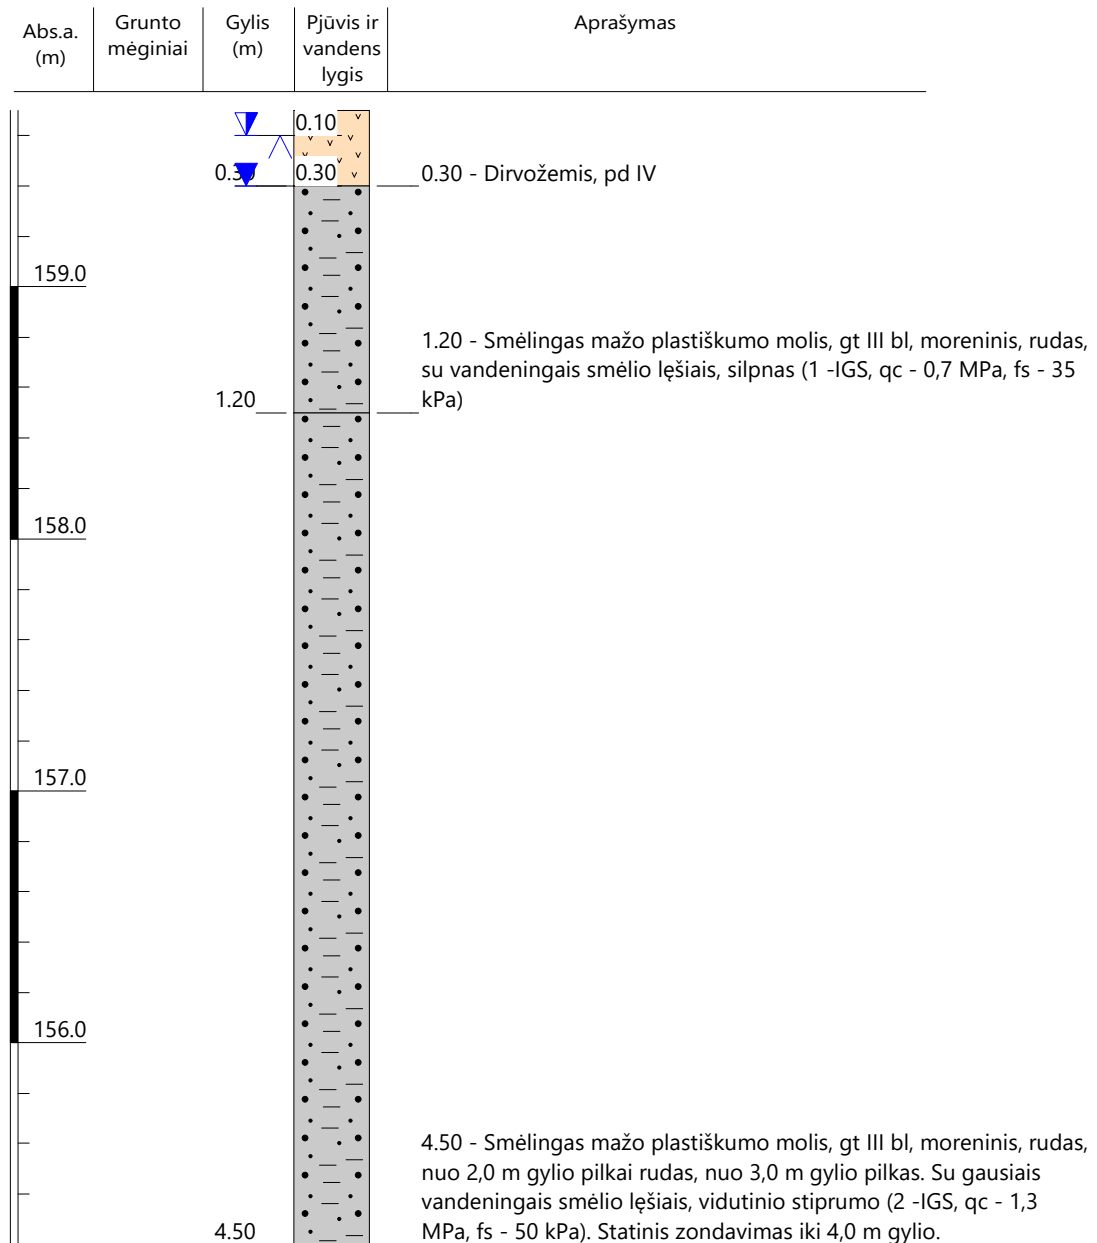 Abs.a.
(m)
Grunto
mėginiai
Gylis
(m)
Pjūvis ir
vandens
lygis
Aprašymas
0.10
0.30
0.30
0.30 - Dirvožemis, pd IV
159.0
1.20 - Smėlingas mažo plastiškumo molis, gt III bl, moreninis, rudas,
su vandeningais smėlio lęšiais, silpnas (1 -IGS, qc - 0,7 MPa, fs - 35
kPa)
1.20
158.0
157.0
156.0
4.50 - Smėlingas mažo plastiškumo molis, gt III bl, moreninis, rudas,
nuo 2,0 m gylio pilkai rudas, nuo 3,0 m gylio pilkas. Su gausiais
vandeningais smėlio lęšiais, vidutinio stiprumo (2 -IGS, qc - 1,3
MPa, fs - 50 kPa). Statinis zondavimas iki 4,0 m gylio.
4.50